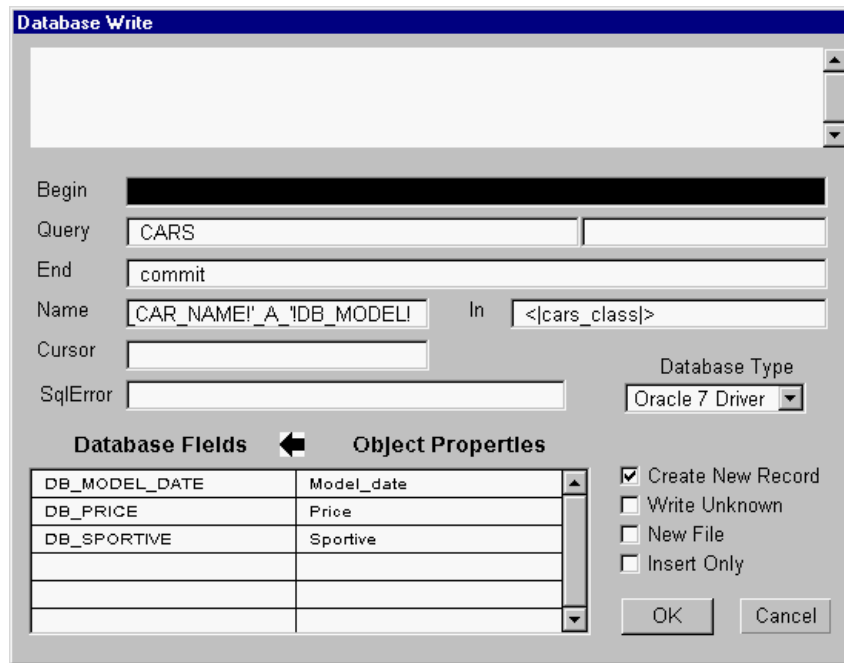 Database Write
Begin
Query CARS
End commit
Name _CAR_NAME!'_A_'!DB_MODEL! In <|cars_class|>
Cursor
Database Type
SqlError Oracle 7 Driver
Database Fields Object Properties
DB_MODEL_DATE Model_date
DB_PRICE Price
DB_SPORTIVE Sportive
Create New Record
Write Unknown
New File
Insert Only
OK Cancel